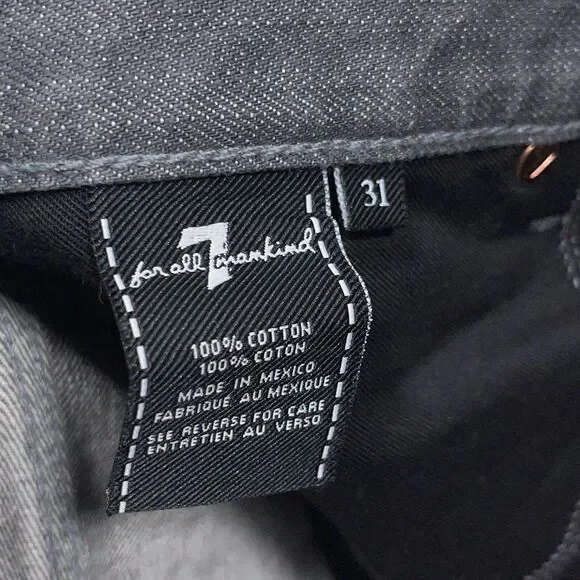 31
for all 7 mankind
100% COTTON
100% COTON
MADE IN MEXICO
FABRIQUE AU MEXIQUE
SEE REVERSE FOR CARE
ENTRETIEN AU VERSO